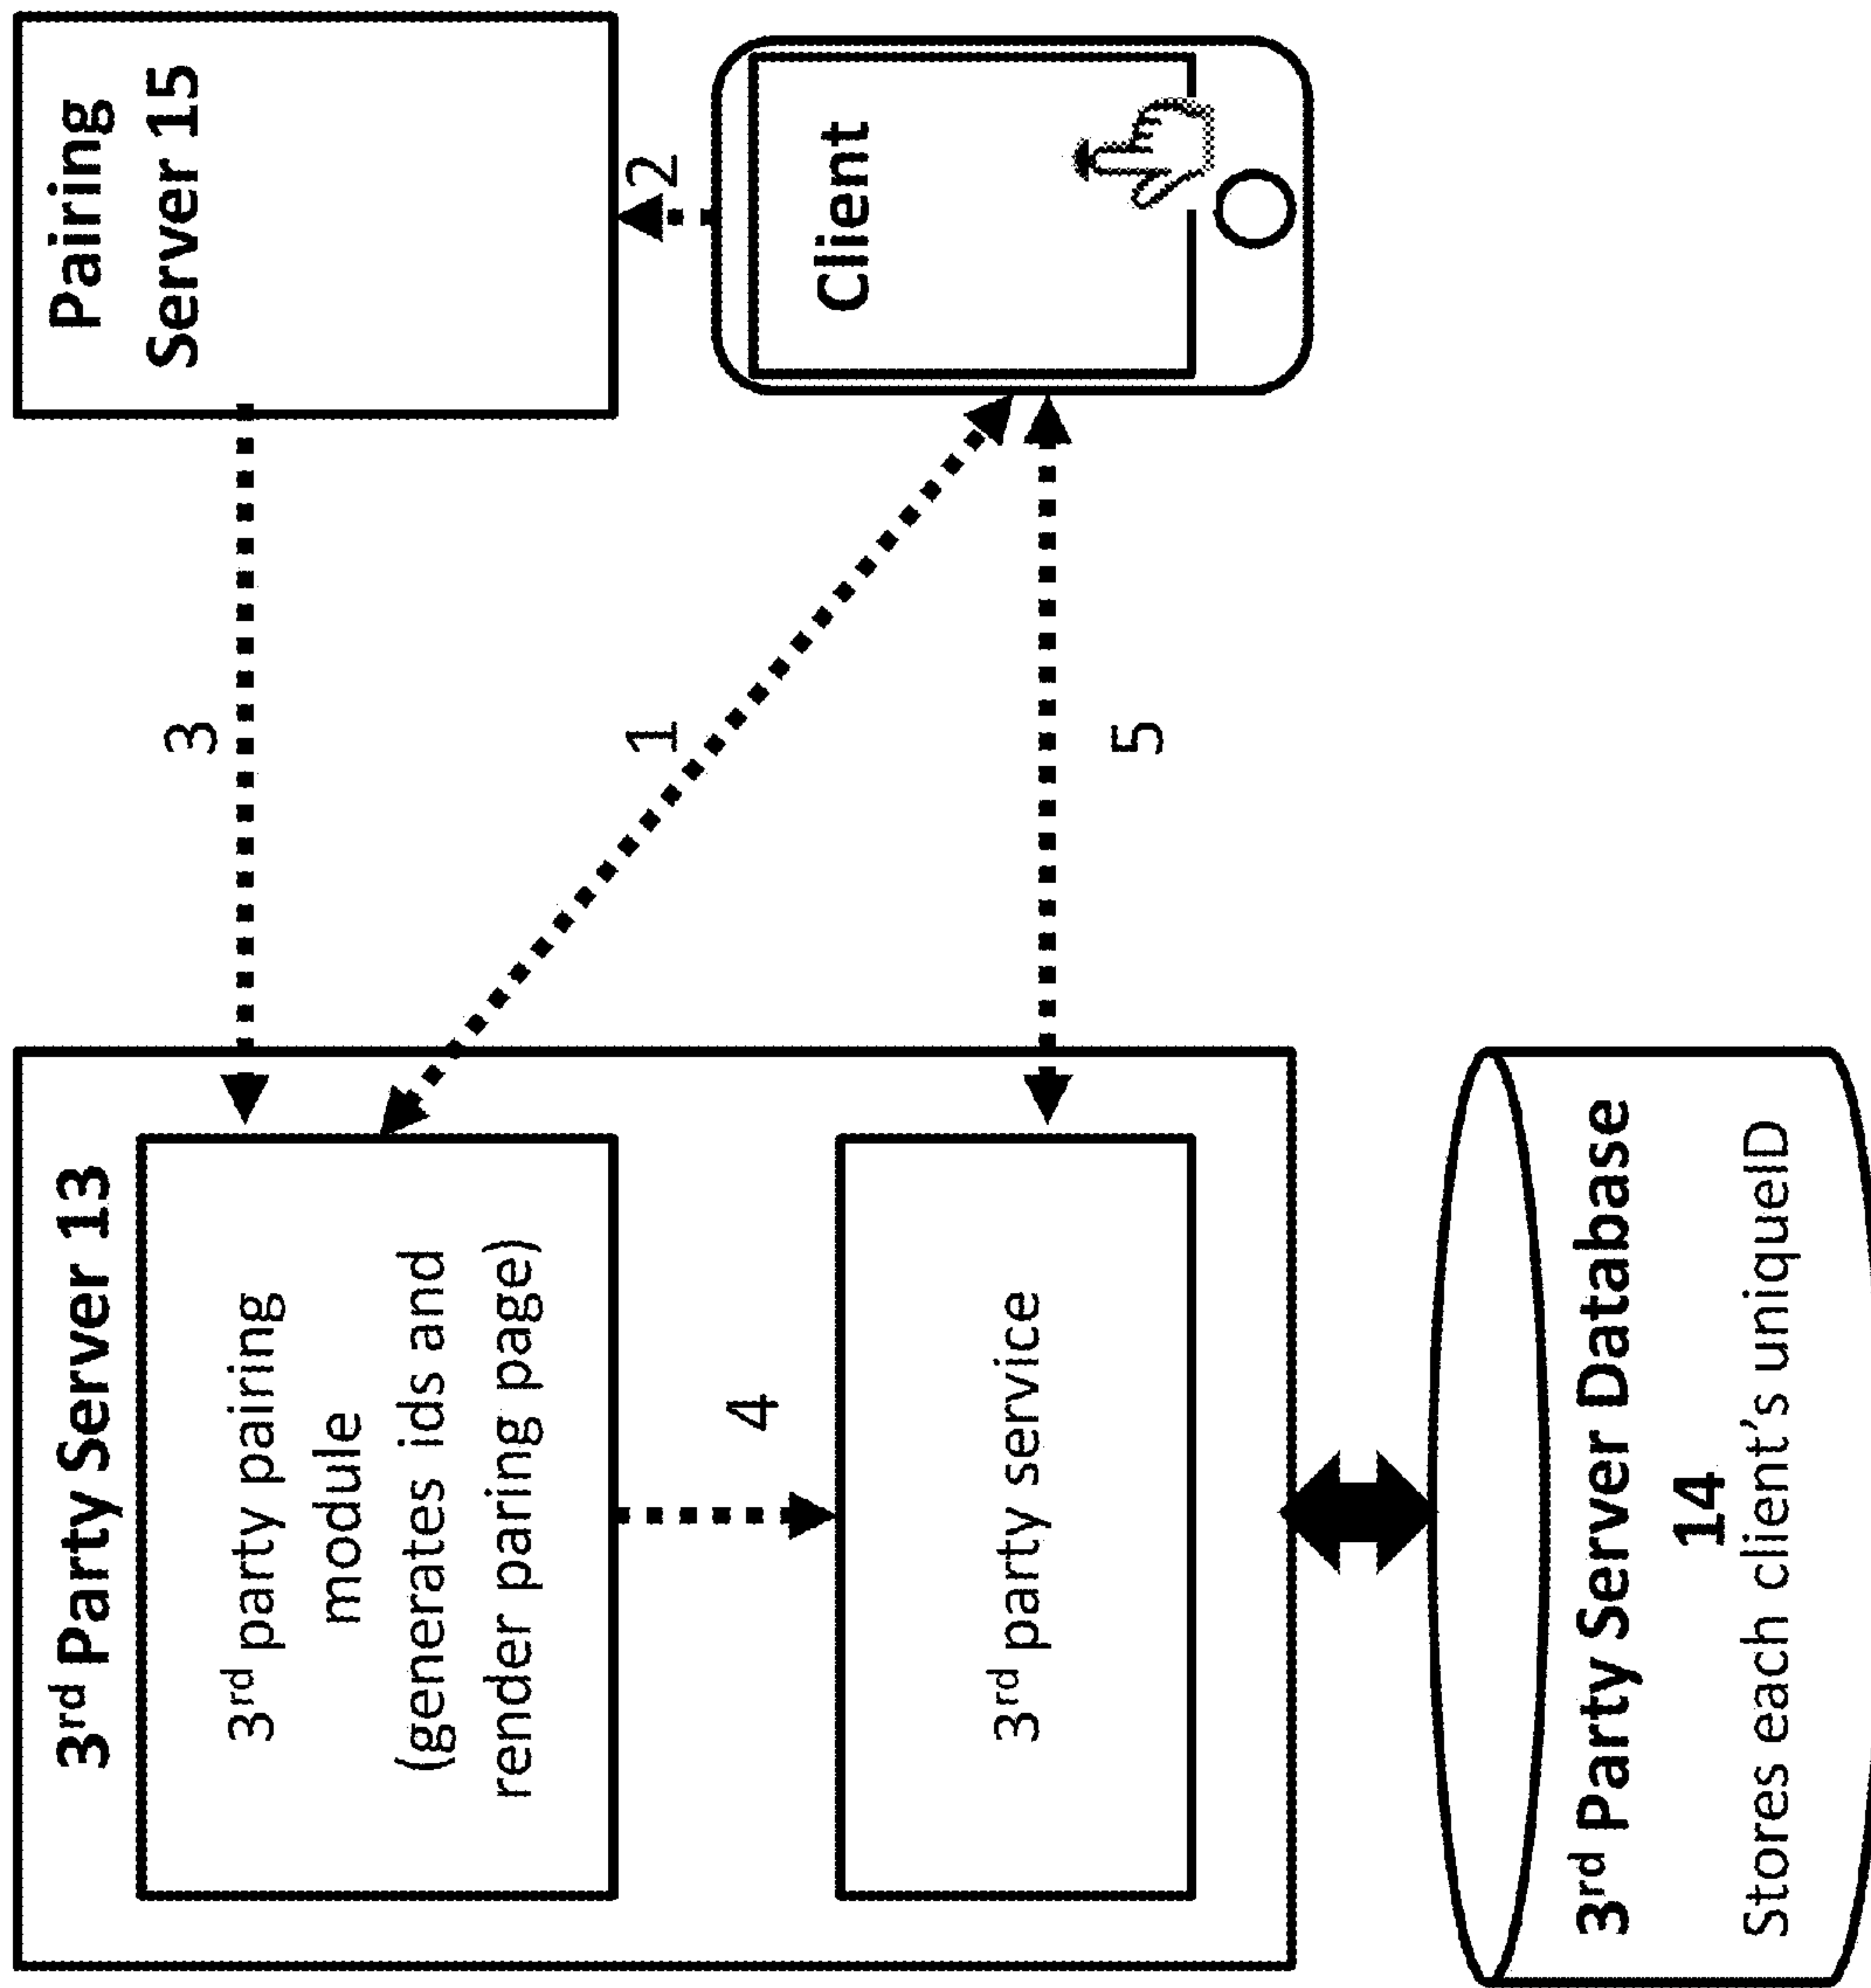 3rd Party Server 13
3rd party pairing
module
(generates ids and
render paring page)
4
3rd party service
3rd Party Server Database
14
Stores each client's uniqueID
3
1
5
Pairing
Server 15
2
Client